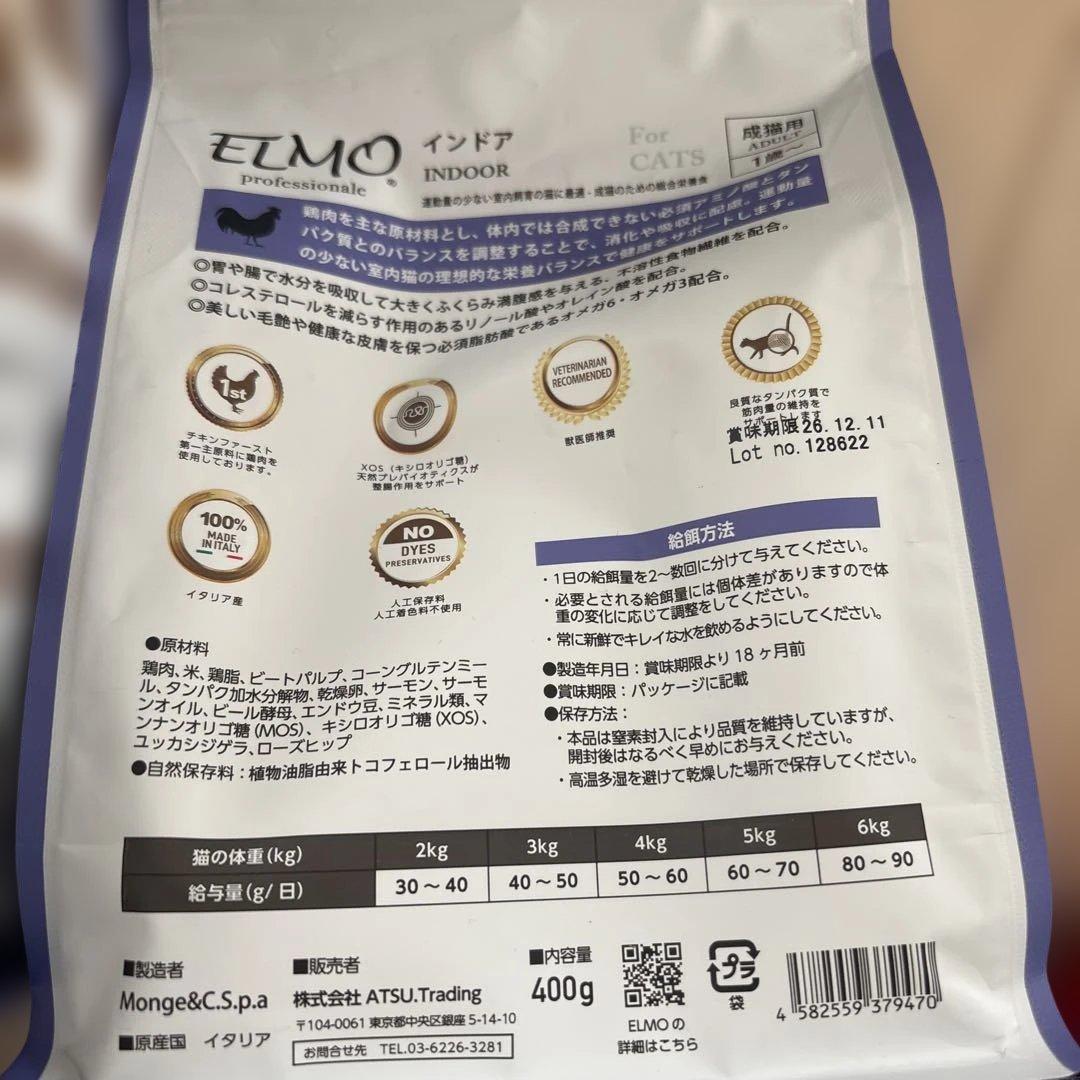 ELMO
professionale
®
インドア
INDOOR
For
CATS
成猫用
ADULT
1歳～
運動量の少ない室内飼育の猫に最適・成猫のための総合栄養食
鶏肉を主な原材料とし、体内では合成できない必須アミノ酸とタン
パク質とのバランスを調整することで、消化や吸収に配慮。運動量
の少ない室内猫の理想的な栄養バランスで健康をサポートします。
◎胃や腸で水分を吸収して大きくふくらみ満腹感を与える、不溶性食物繊維を配合。
◎コレステロールを減らす作用のあるリノール酸やオレイン酸を配合。
◎美しい毛艶や健康な皮膚を保つ必須脂肪酸であるオメガ6・オメガ3配合。
1st
チキンファースト
第一主原料に鶏肉を
使用しております。
XOS（キシロオリゴ糖）
天然プレバイオティクスが
整腸作用をサポート
VETERINARIAN
RECOMMENDED
獣医師推奨
良質なタンパク質で
筋肉量の維持を
サポートします
賞味期限26.12.11
Lot no.128622
100%
MADE
IN ITALY
イタリア産
NO
DYES
PRESERVATIVES
人工保存料
人工着色料不使用
●原材料
鶏肉、米、鶏脂、ビートパルプ、コーングルテンミー
ル、タンパク加水分解物、乾燥卵、サーモン、サーモ
ンオイル、ビール酵母、エンドウ豆、ミネラル類、マ
ンナンオリゴ糖（MOS）、キシロオリゴ糖（XOS）、
ユッカシジゲラ、ローズヒップ
●自然保存料：植物油脂由来トコフェロール抽出物
給餌方法
・1日の給餌量を2～数回に分けて与えてください。
・必要とされる給餌量には個体差がありますので体
重の変化に応じて調整をしてください。
・常に新鮮でキレイな水を飲めるようにしてください。
●製造年月日：賞味期限より18ヶ月前
●賞味期限：パッケージに記載
●保存方法：
・本品は窒素封入により品質を維持していますが、
開封後はなるべく早めにお与えください。
・高温多湿を避けて乾燥した場所で保存してください。
猫の体重（kg） 2kg 3kg 4kg 5kg 6kg
給与量（g/日） 30～40 40～50 50～60 60～70 80～90
■製造者
Monge&C.S.p.a
■原産国 イタリア
■販売者
株式会社 ATSU.Trading
〒104-0061 東京都中央区銀座 5-14-10
お問合せ先 TEL.03-6226-3281
■内容量
400g
ELMOの
詳細はこちら
プラ
袋
4 582559 379470